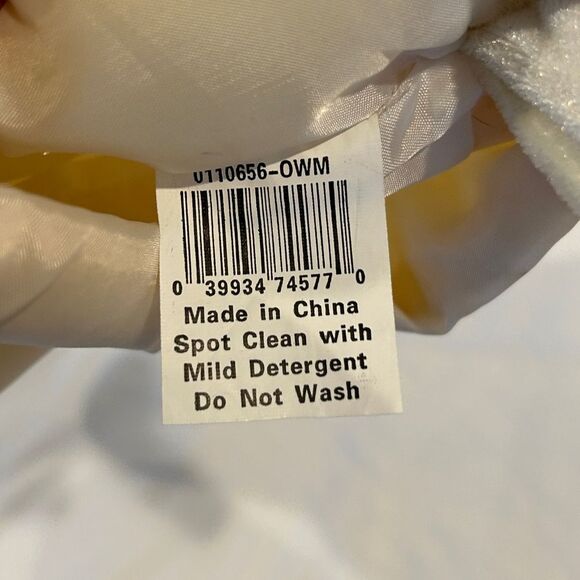 0110656-OWM
0 39934 74577 0
Made in China
Spot Clean with
Mild Detergent
Do Not Wash